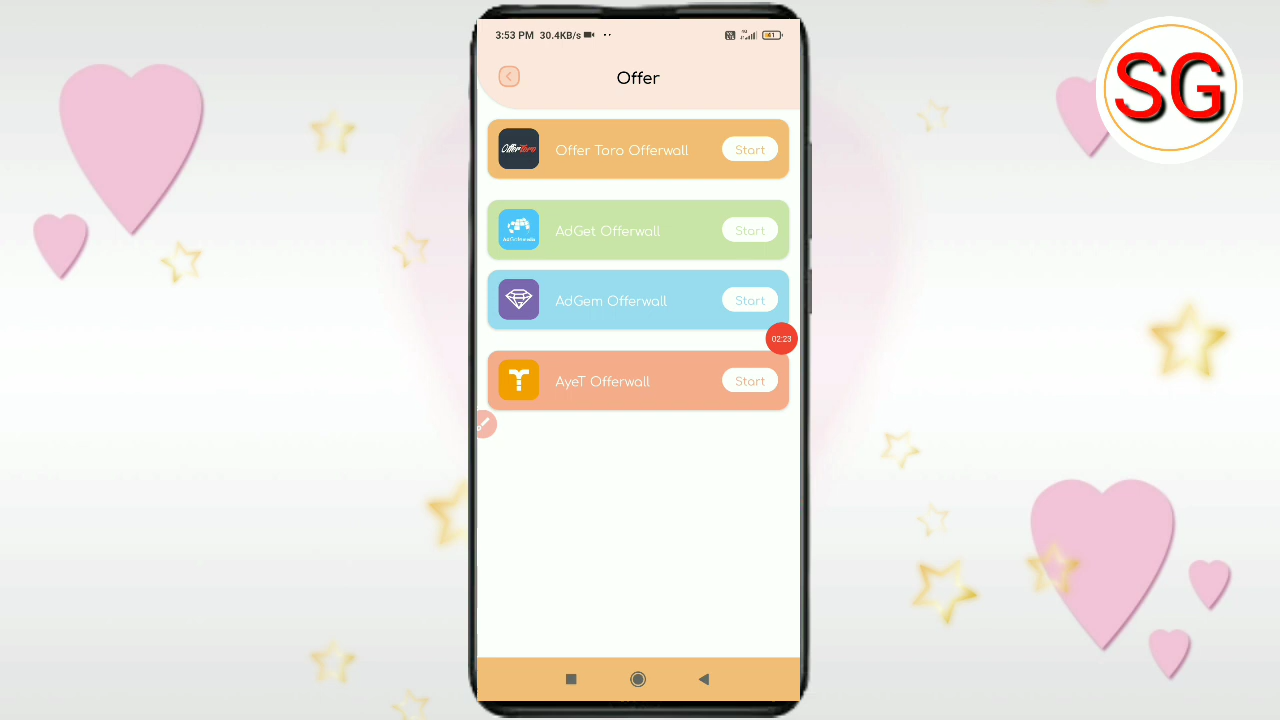 SG
3:53 PM 30.4KB/s
Offer
OfferToro
Offer Toro Offerwall
Start
AdGet Offerwall
Start
AdGem Offerwall
Start
02:23
AyeT Offerwall
Start